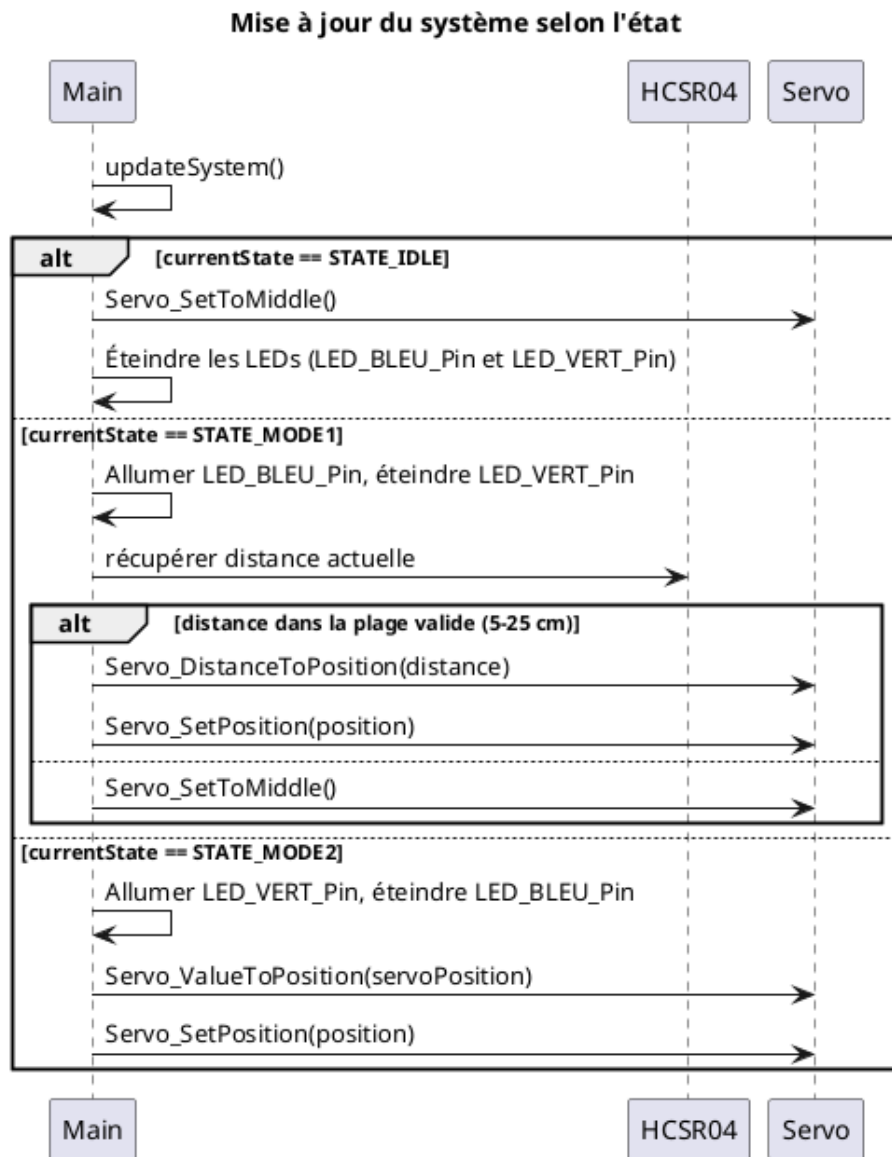 Mise à jour du système selon l'état
Main HCSR04 Servo
updateSystem()
alt [currentState == STATE_IDLE]
Servo_SetToMiddle()
Éteindre les LEDs (LED_BLEU_Pin et LED_VERT_Pin)
[currentState == STATE_MODE1]
Allumer LED_BLEU_Pin, éteindre LED_VERT_Pin
récupérer distance actuelle
alt [distance dans la plage valide (5-25 cm)]
Servo_DistanceToPosition(distance)
Servo_SetPosition(position)
Servo_SetToMiddle()
[currentState == STATE_MODE2]
Allumer LED_VERT_Pin, éteindre LED_BLEU_Pin
Servo_ValueToPosition(servoPosition)
Servo_SetPosition(position)
Main HCSR04 Servo